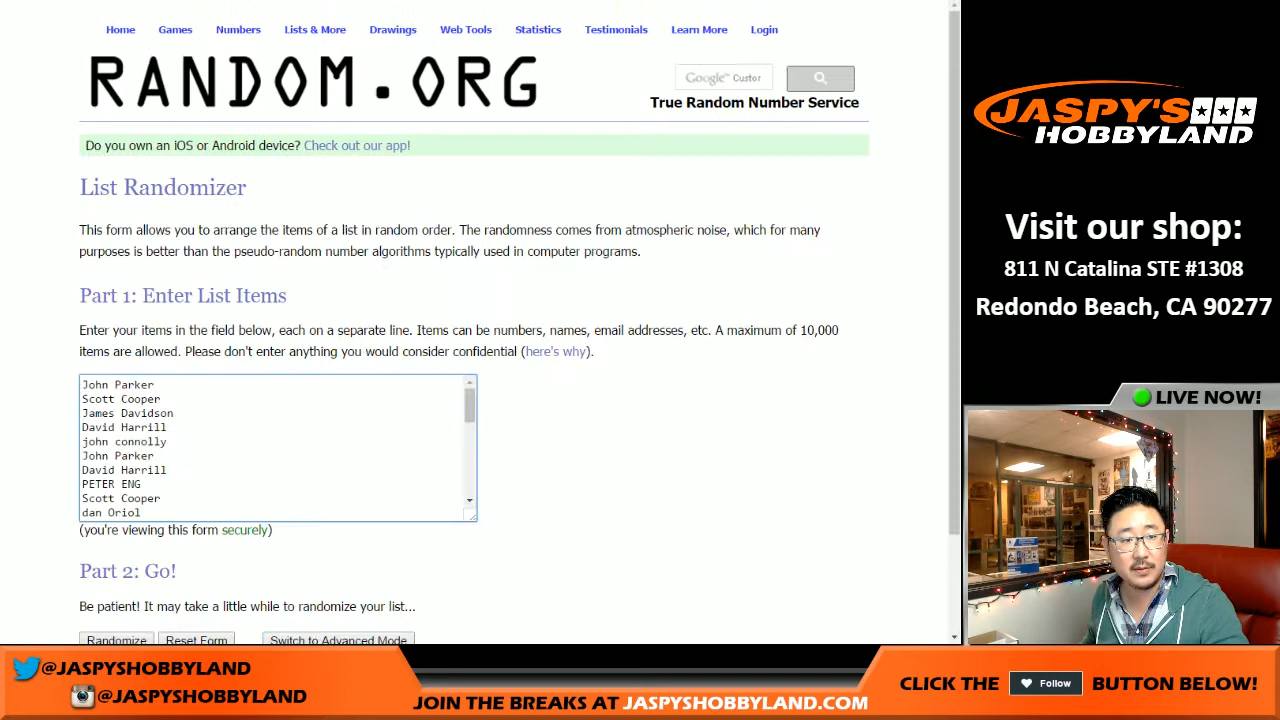 Home Games Numbers Lists & More Drawings Web Tools Statistics Testimonials Learn More Login
RANDOM.ORG
Google™ Custor
True Random Number Service
Do you own an iOS or Android device? Check out our app!
List Randomizer
This form allows you to arrange the items of a list in random order. The randomness comes from atmospheric noise, which for many
purposes is better than the pseudo-random number algorithms typically used in computer programs.
Part 1: Enter List Items
Enter your items in the field below, each on a separate line. Items can be numbers, names, email addresses, etc. A maximum of 10,000
items are allowed. Please don't enter anything you would consider confidential (here's why).
John Parker
Scott Cooper
James Davidson
David Harrill
john connolly
John Parker
David Harrill
PETER ENG
Scott Cooper
dan Oriol
(you're viewing this form securely)
Part 2: Go!
Be patient! It may take a little while to randomize your list...
Randomize Reset Form Switch to Advanced Mode
JASPY'S
HOBBYLAND
Visit our shop:
811 N Catalina STE #1308
Redondo Beach, CA 90277
LIVE NOW!
@JASPYSHOBBYLAND
@JASPYSHOBBYLAND
JOIN THE BREAKS AT JASPYSHOBBYLAND.COM
CLICK THE Follow BUTTON BELOW!